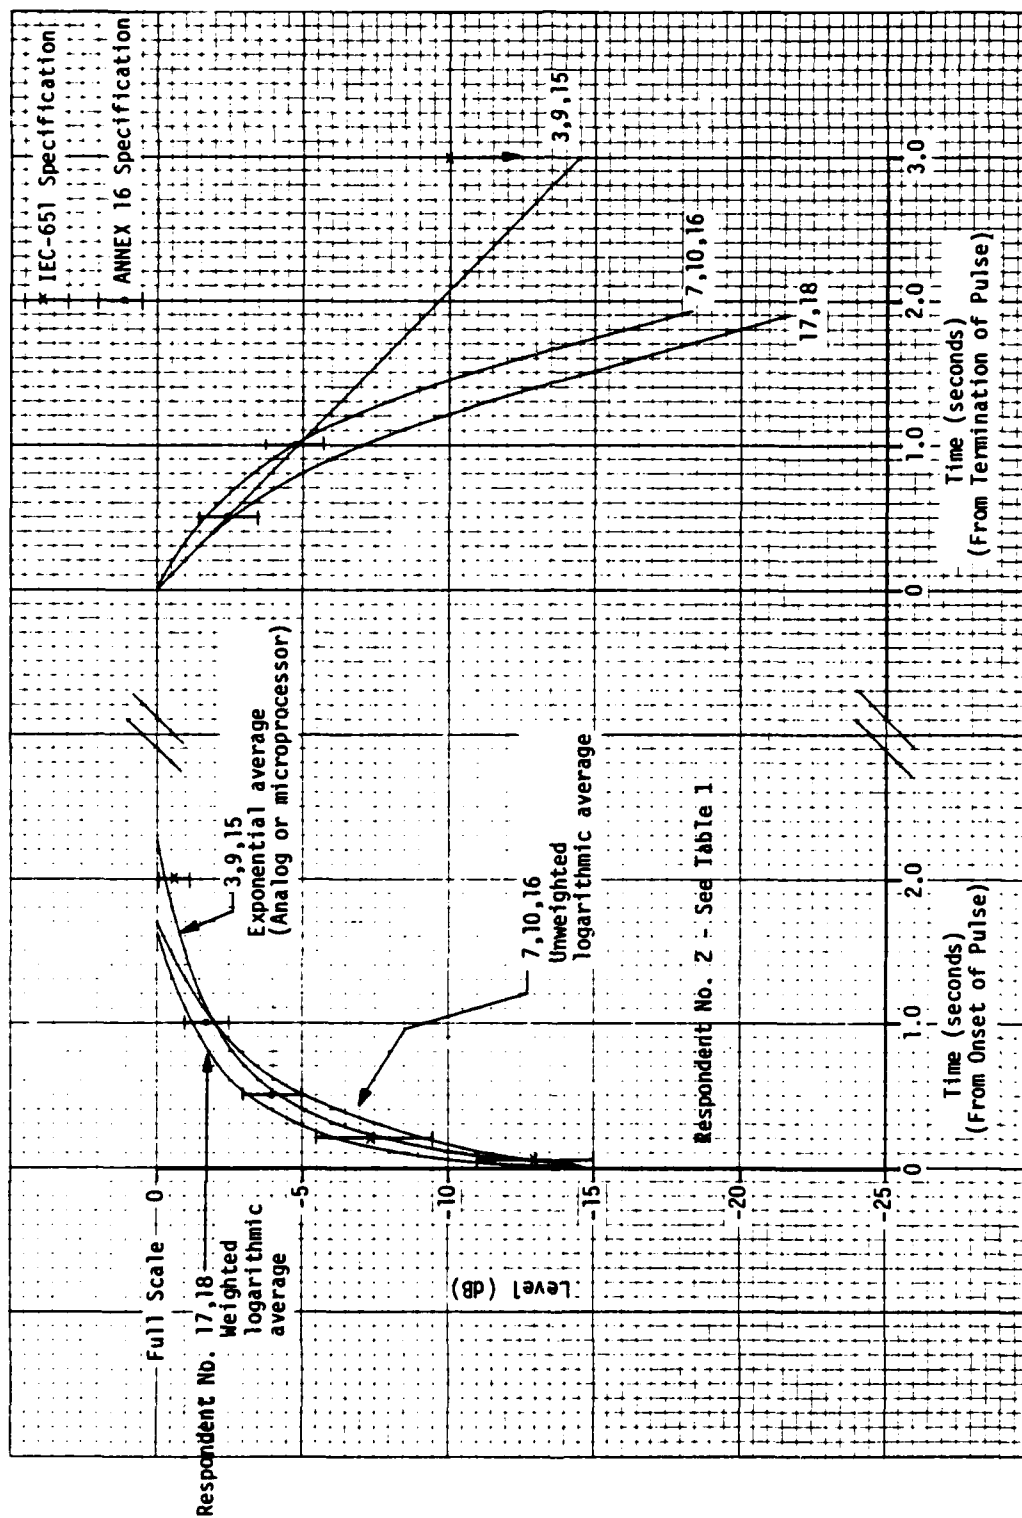 IEC-651 Specification
ANNEX 16 Specification
Full Scale
Respondent No. 17,18
Weighted
logarithmic
average
3,9,15
Exponential average
(Analog or microprocessor)
7,10,16
Unweighted
logarithmic average
Respondent No. 2 - See Table 1
3,9,15
7,10,16
17,18
Level (dB)
0
-5
-10
-15
-20
-25
0
1.0
2.0
Time (seconds)
(From Onset of Pulse)
0
1.0
2.0
3.0
Time (seconds)
(From Termination of Pulse)